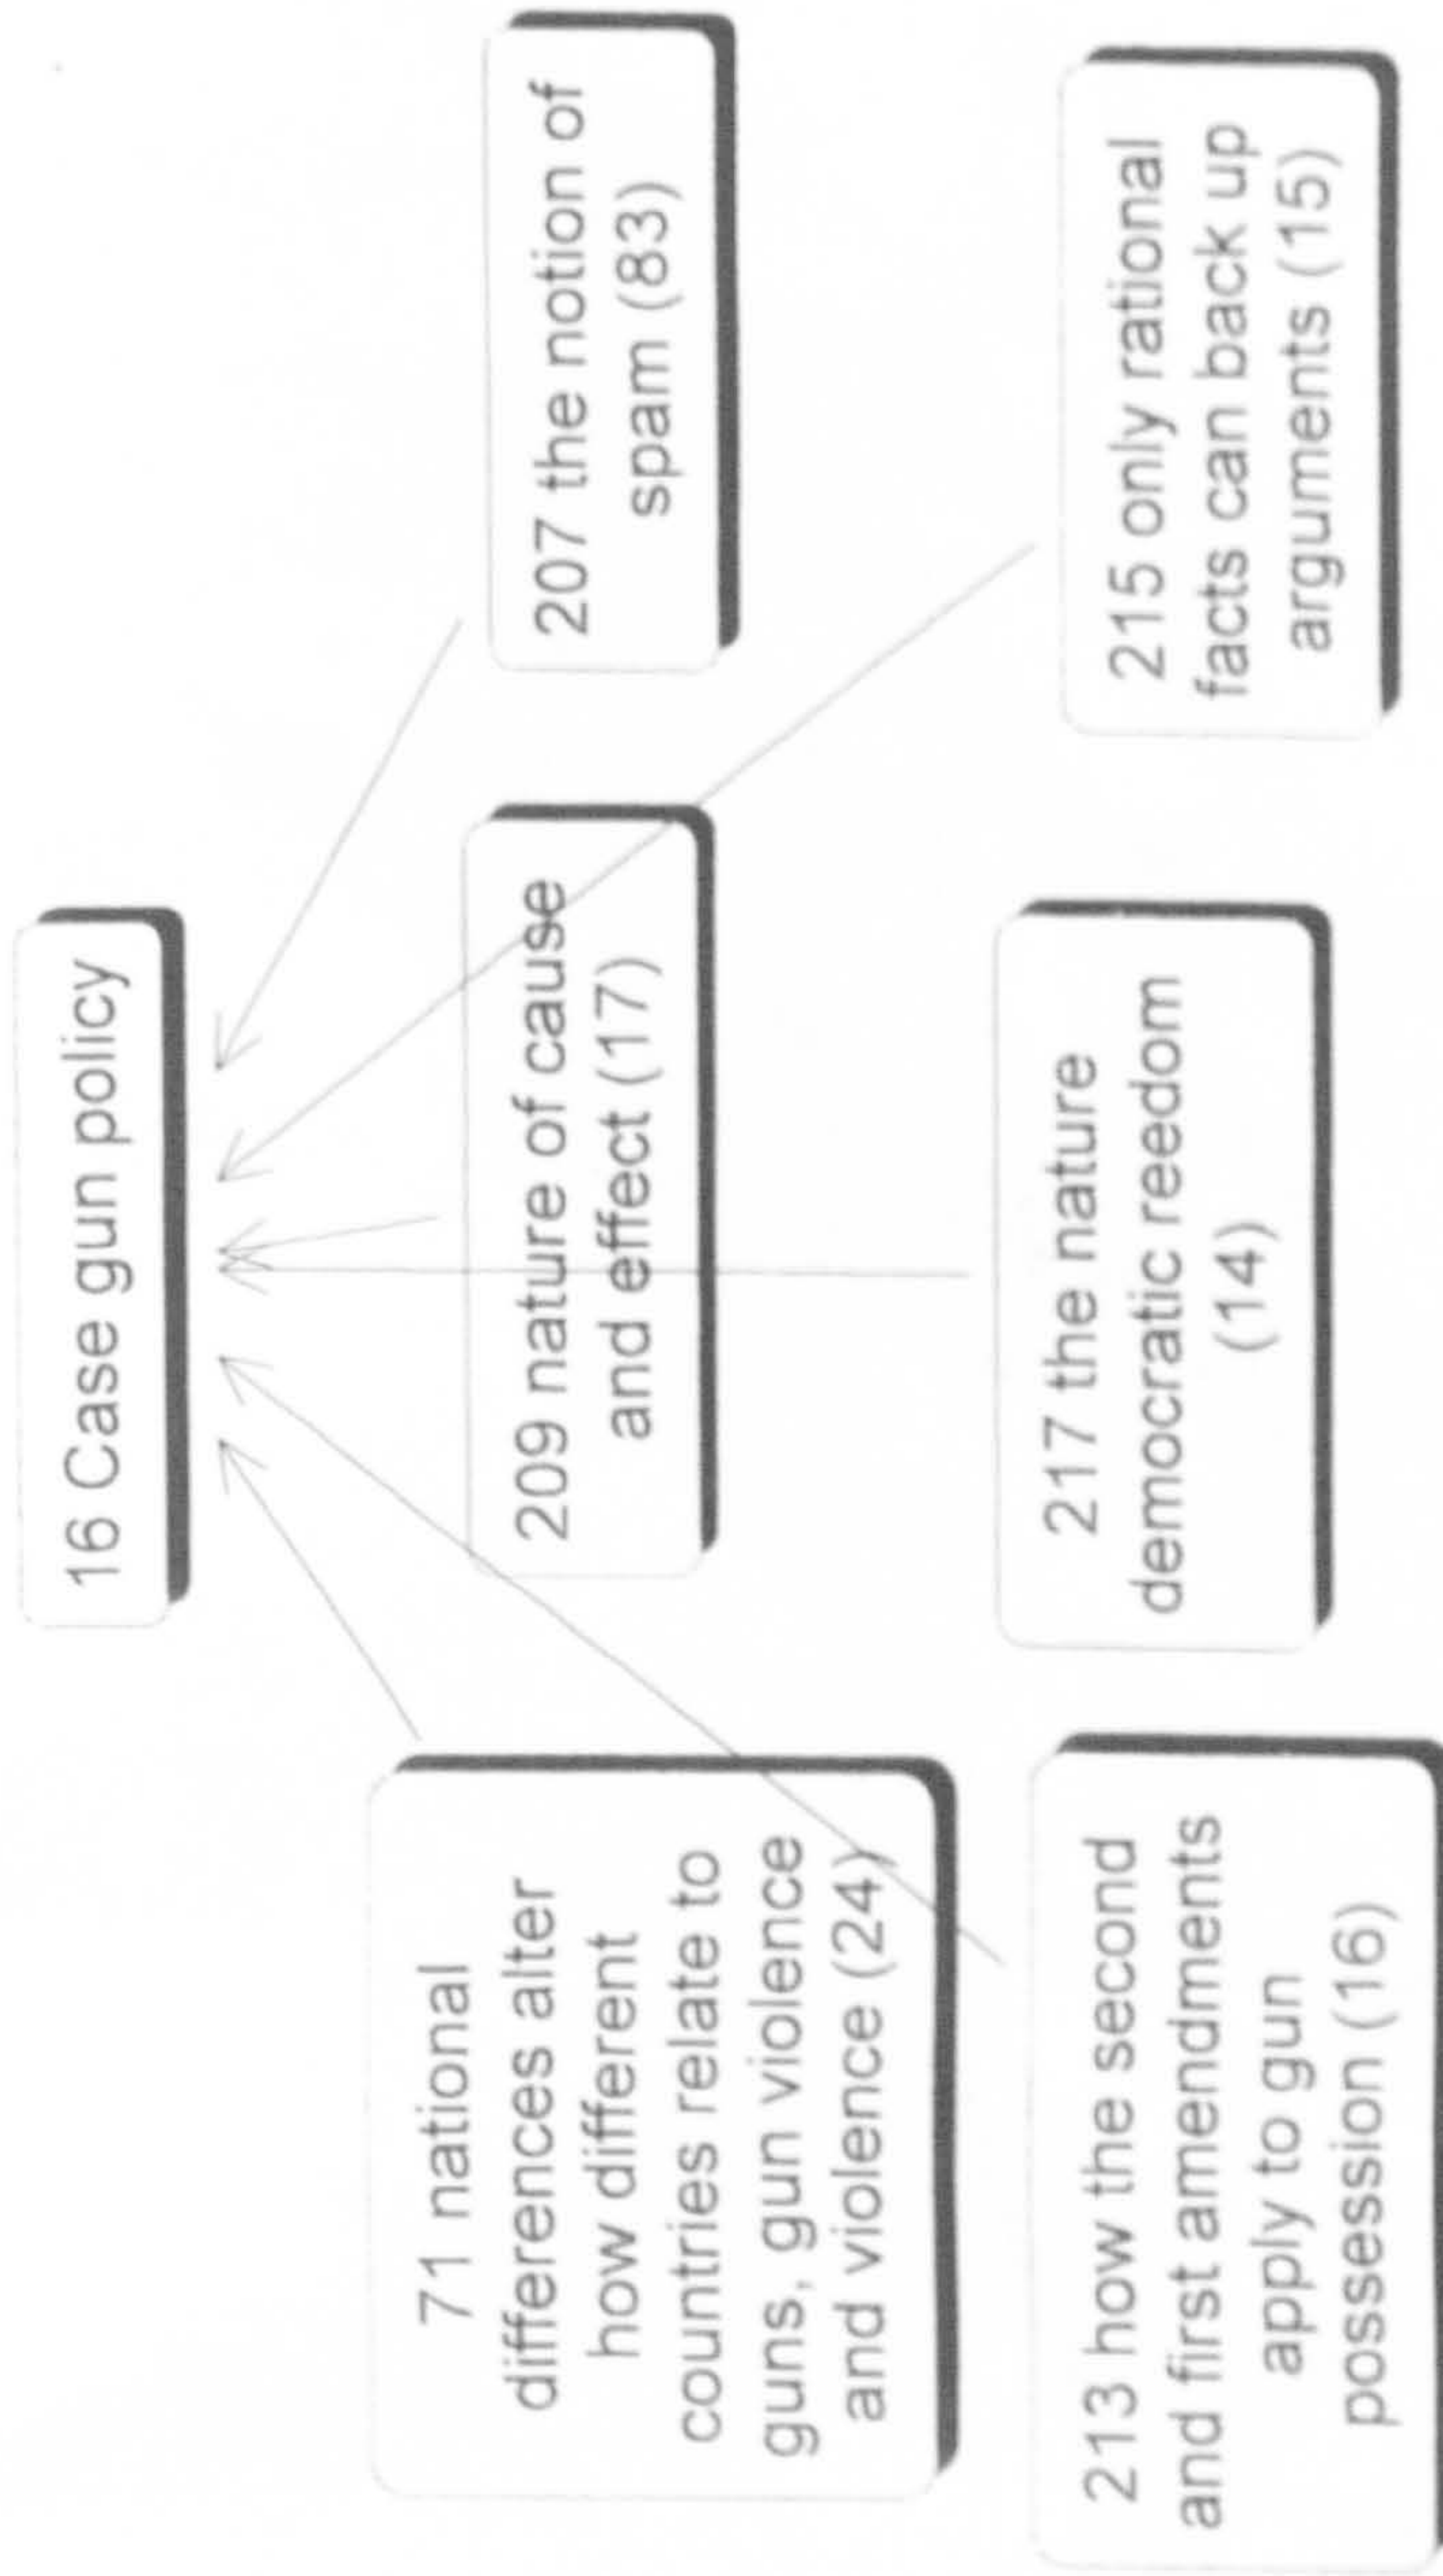 16 Case gun policy
71 national
differences alter
how different
countries relate to
guns, gun violence
and violence (24)
209 nature of cause
and effect (17)
207 the notion of
spam (83)
213 how the second
and first amendments
apply to gun
possession (16)
217 the nature
democratic reedom
(14)
215 only rational
facts can back up
arguments (15)